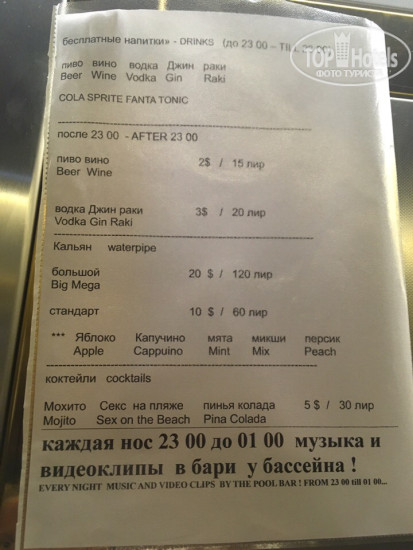 бесплатные напитки» - DRINKS (до 23 00 – TILL
TOP Hotels
ФОТО ТУРИСТА
пиво вино водка Джин раки
Beer Wine Vodka Gin Raki
COLA SPRITE FANTA TONIC
после 23 00 - AFTER 23 00
пиво вино 2$ / 15 лир
Beer Wine
водка Джин раки 3$ / 20 лир
Vodka Gin Raki
Кальян waterpipe
большой 20 $ / 120 лир
Big Mega
стандарт 10 $ / 60 лир
*** Яблоко Капучино мята микши персик
Apple Cappuino Mint Mix Peach
коктейли cocktails
Мохито Секс на пляже пинья колада 5 $ / 30 лир
Mojito Sex on the Beach Pina Colada
каждая нос 23 00 до 01 00 музыка и
видеоклипы в бари у бассейна !
EVERY NIGHT MUSIC AND VIDEO CLIPS BY THE POOL BAR ! FROM 23 00 till 01 00...